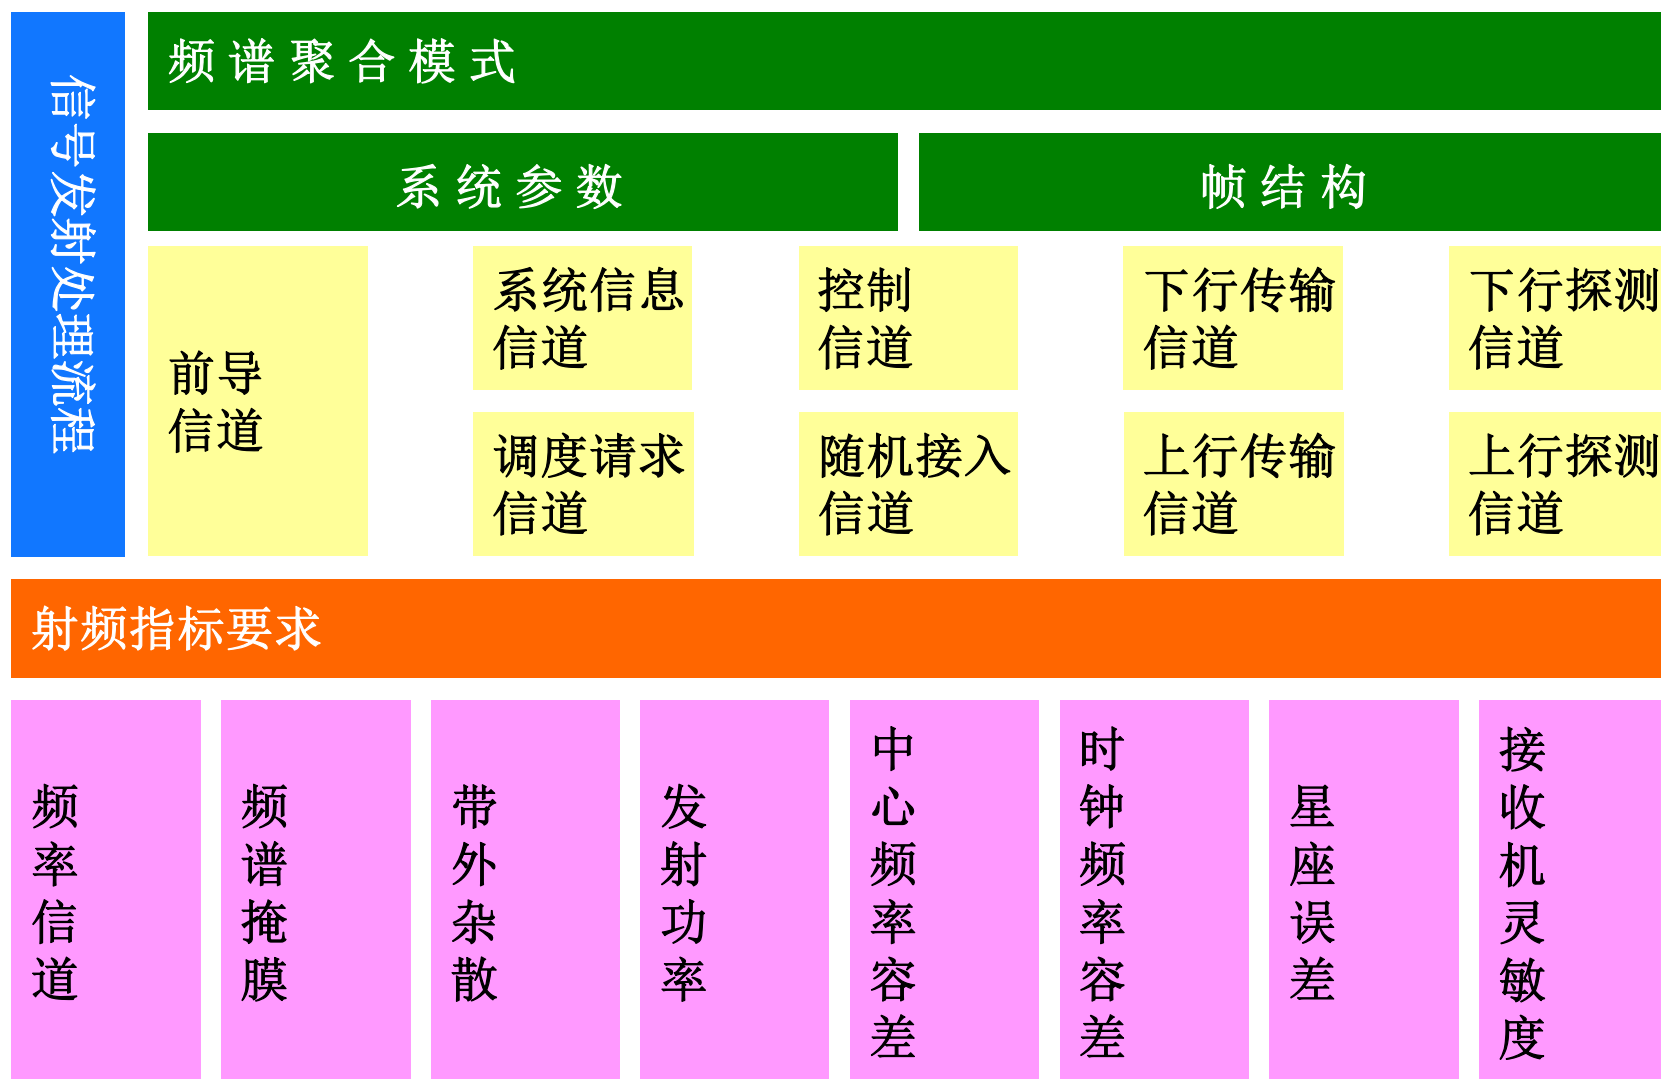 信号发射处理流程
频谱聚合模式
系统参数
帧结构
前导
信道
系统信息
信道
控制
信道
下行传输
信道
下行探测
信道
调度请求
信道
随机接入
信道
上行传输
信道
上行探测
信道
射频指标要求
频率信道
频谱掩膜
带外杂散
发射功率
中心频率容差
时钟频率容差
星座误差
接收机灵敏度